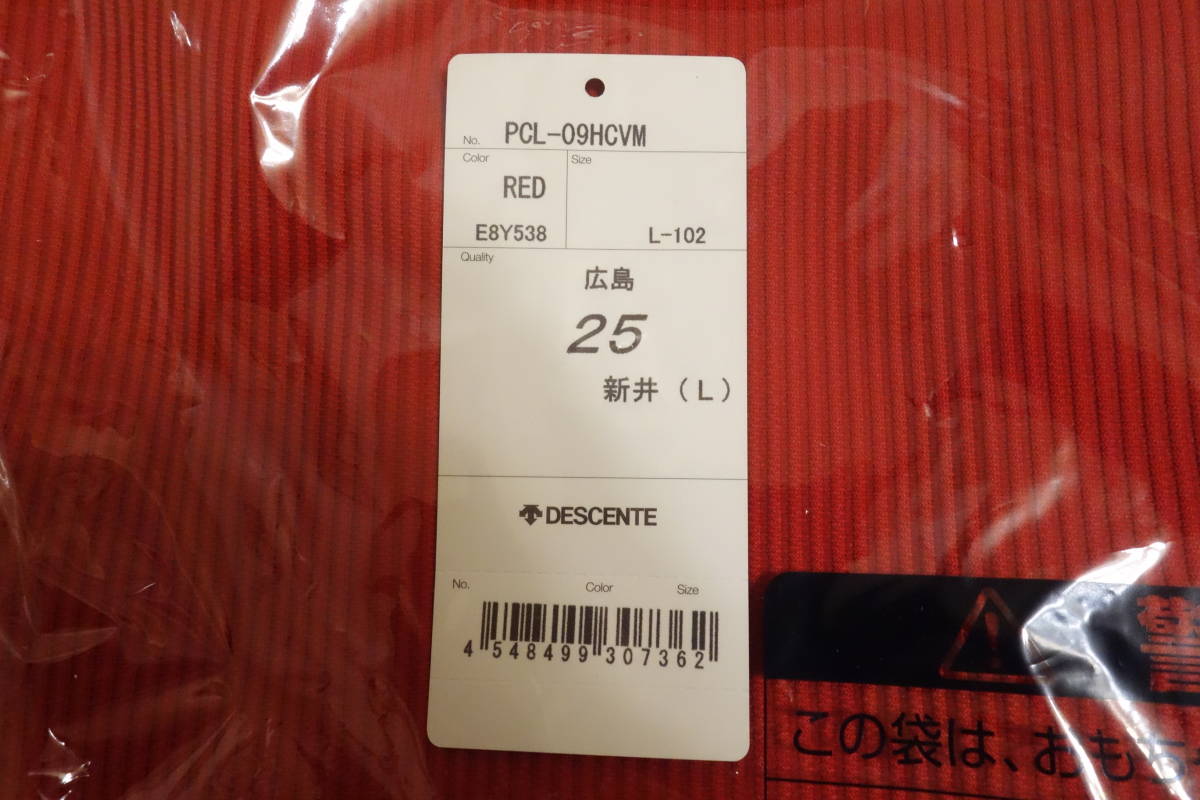 No. PCL-09HCVM
Color Size
RED
E8Y538 L-102
Quality
広島
25
新井（L）
DESCENTE
No. Color Size
4 548499 307362
警
この袋は、おもち